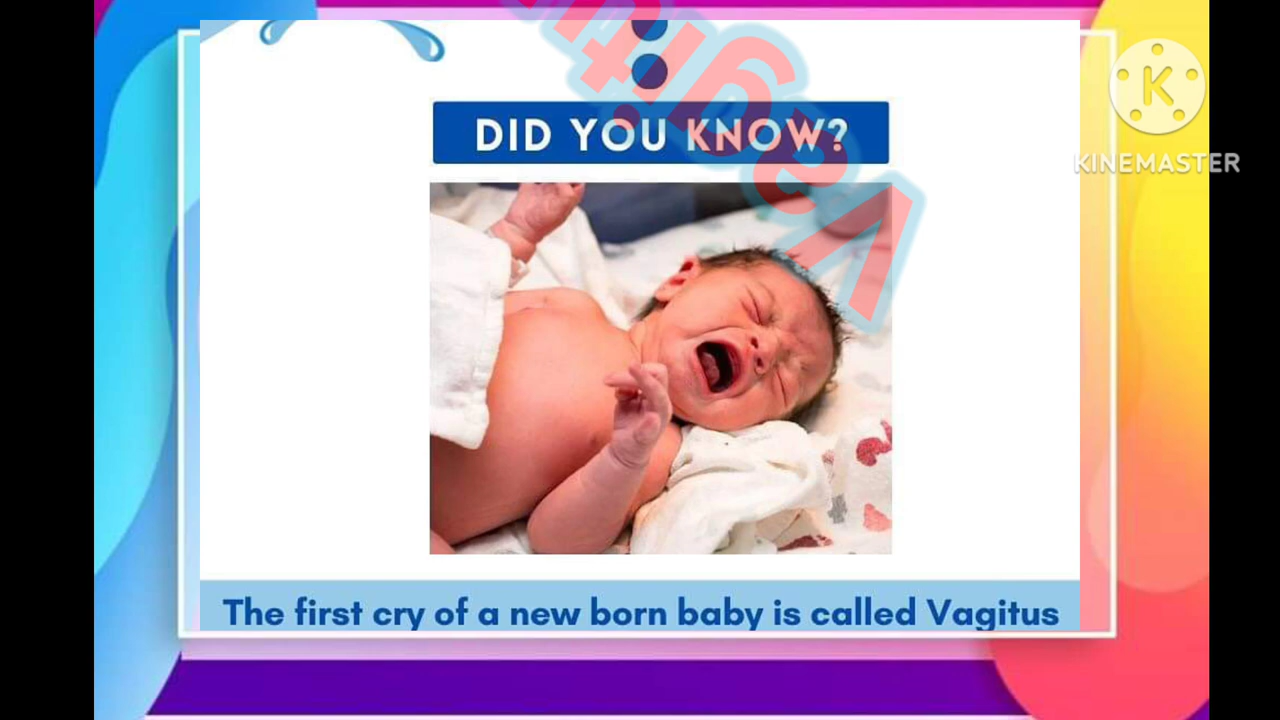 DID YOU KNOW?
K
KINEMASTER
The first cry of a new born baby is called Vagitus